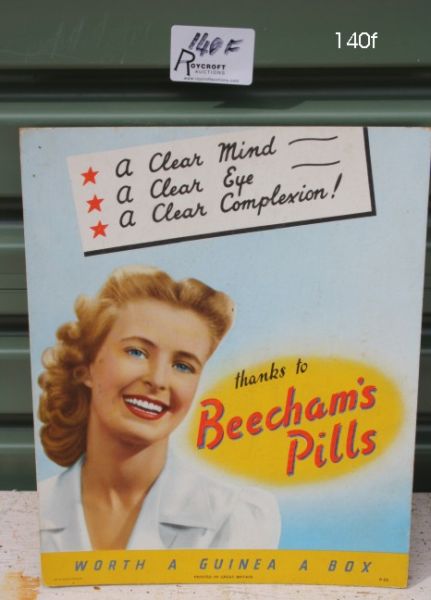 140F
140f
ROYCROFT
AUCTIONS
A Clear Mind
A Clear Eye
A Clear Complexion!
thanks to
Beecham's
Pills
WORTH A GUINEA A BOX
PRINTED IN GREAT BRITAIN